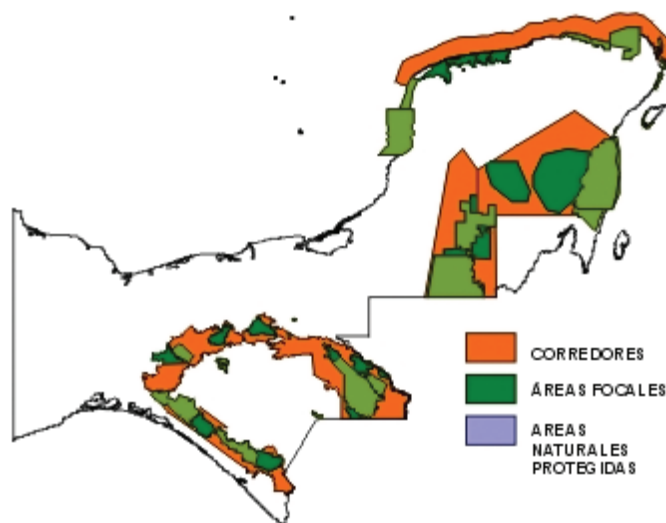 CORREDORES
ÁREAS FOCALES
AREAS
NATURALES
PROTEGIDAS